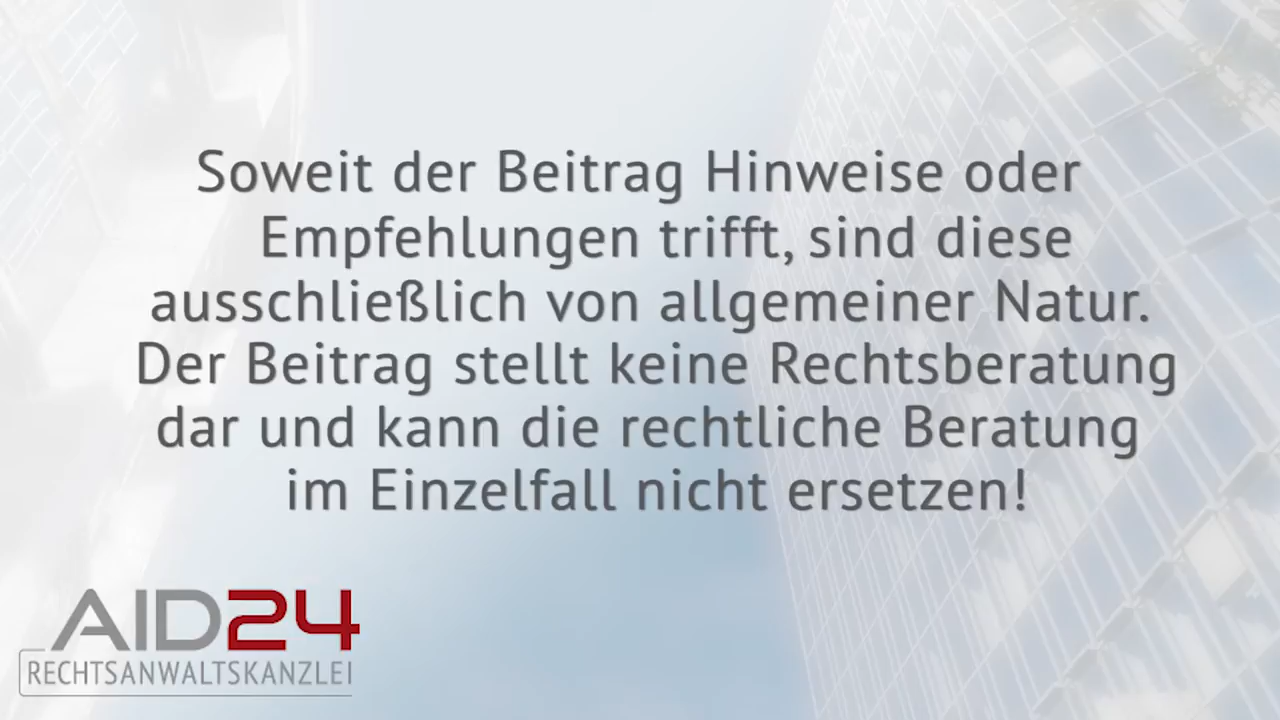 Soweit der Beitrag Hinweise oder
Empfehlungen trifft, sind diese
ausschließlich von allgemeiner Natur.
Der Beitrag stellt keine Rechtsberatung
dar und kann die rechtliche Beratung
im Einzelfall nicht ersetzen!
AID24
RECHTSANWALTSKANZLEI